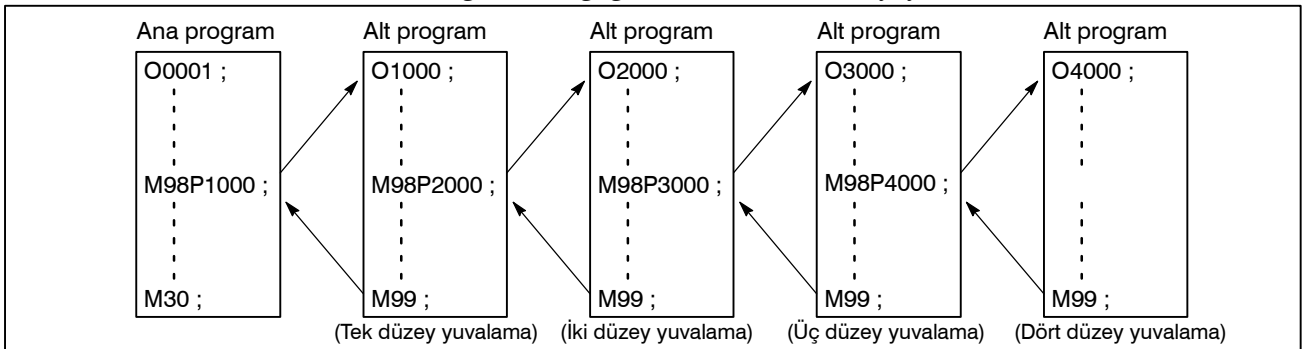 Ana program Alt program Alt program Alt program Alt program
O0001 ; O1000 ; O2000 ; O3000 ; O4000 ;
M98P1000 ; M98P2000 ; M98P3000 ; M98P4000 ;
M30 ; M99 ; M99 ; M99 ; M99 ;
(Tek düzey yuvalama) (İki düzey yuvalama) (Üç düzey yuvalama) (Dört düzey yuvalama)